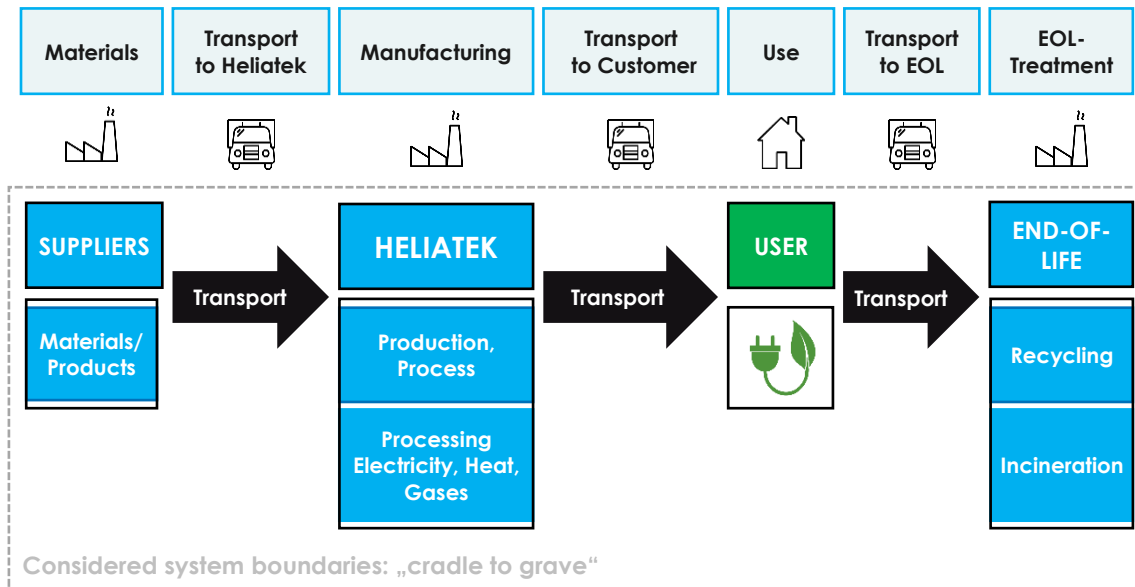 Materials
Transport
to Heliatek
Manufacturing
Transport
to Customer
Use
Transport
to EOL
EOL-
Treatment
SUPPLIERS
Materials/
Products
Transport
HELIATEK
Production,
Process
Processing
Electricity, Heat,
Gases
Transport
USER
Transport
END-OF-
LIFE
Recycling
Incineration
Considered system boundaries: „cradle to grave“